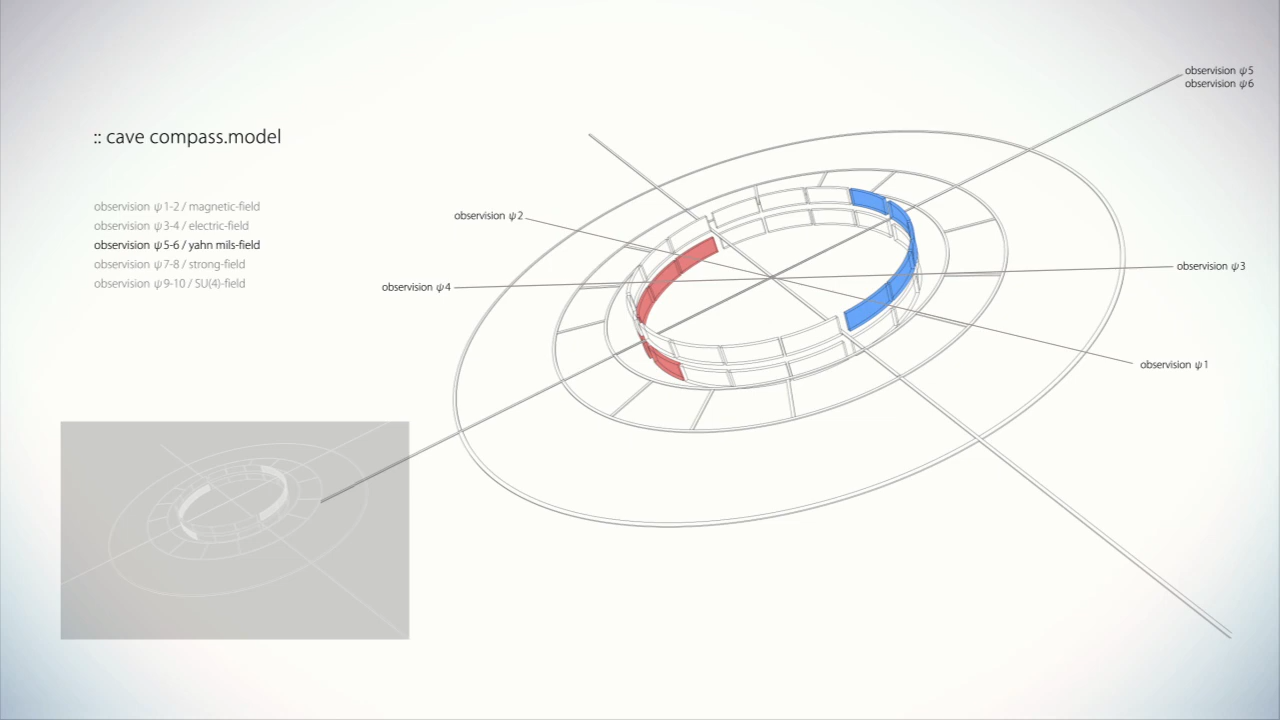 :: cave compass.model
observision ψ1-2 / magnetic-field
observision ψ3-4 / electric-field
observision ψ5-6 / yahn mils-field
observision ψ7-8 / strong-field
observision ψ9-10 / SU(4)-field
observision ψ5
observision ψ6
observision ψ2
observision ψ3
observision ψ4
observision ψ1